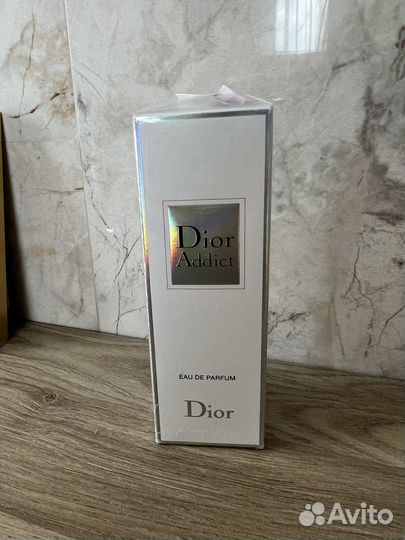 Dior
Addict
EAU DE PARFUM
Dior
Avito